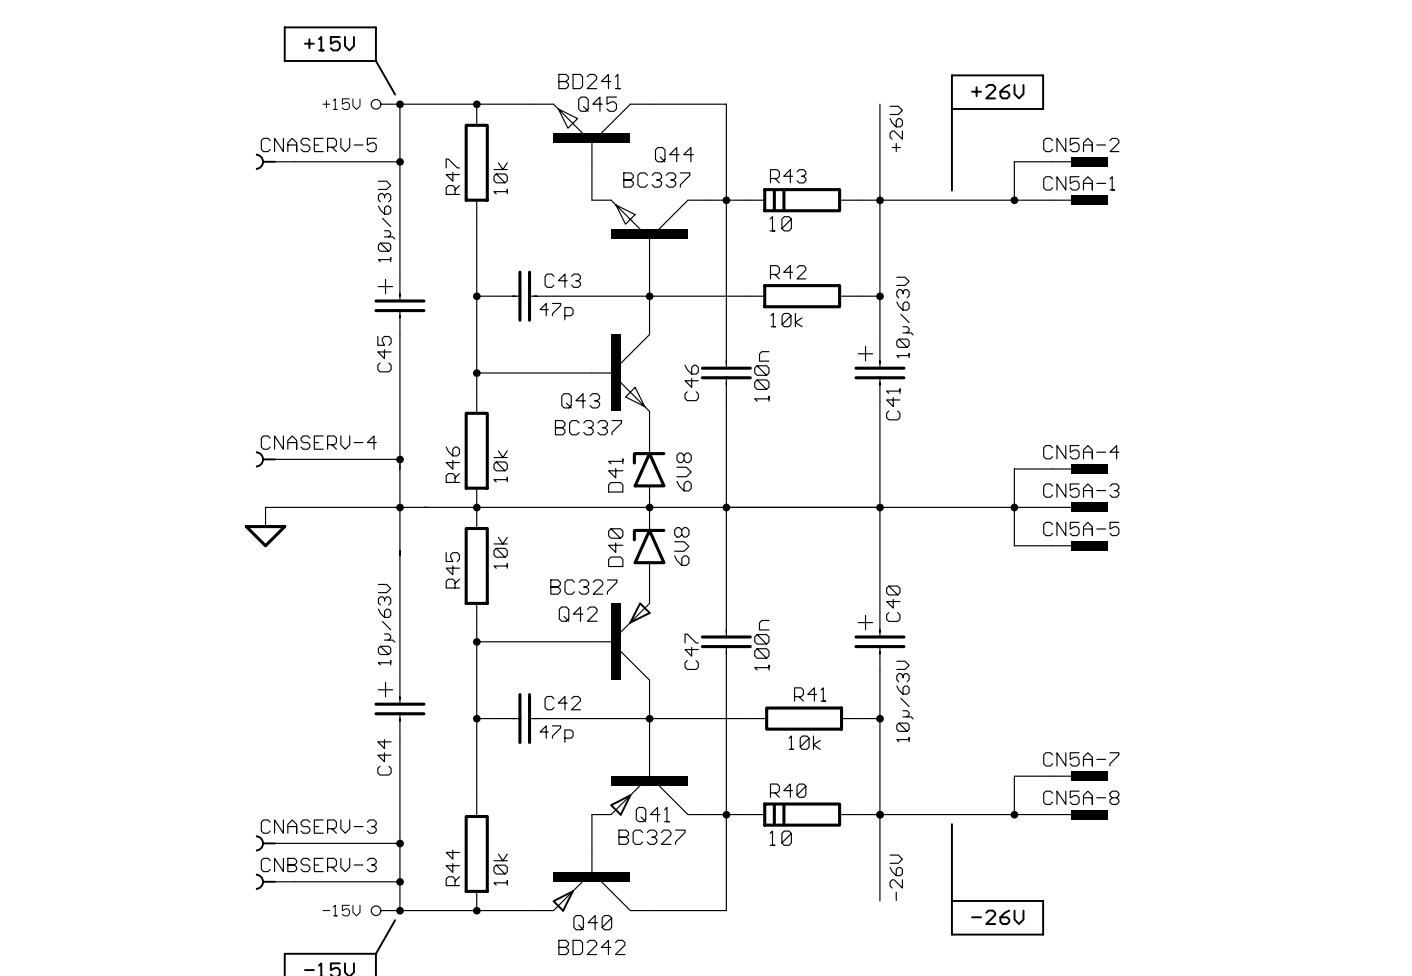 +15V
BD241
+15V
Q45
+26V
+26V
CNASERV-5
CN5A-2
Q44
R47
10k
BC337
R43
CN5A-1
10µ/63V
10
C43
R42
47p
10k
10µ/63V
C45
C46
100n
C41
Q43
BC337
CNASERV-4
CN5A-4
R46
10k
D41
6V8
CN5A-3
CN5A-5
R45
10k
D40
6V8
BC327
Q42
C40
10µ/63V
C47
100n
C42
R41
47p
10k
10µ/63V
C44
CN5A-7
R40
CN5A-8
CNASERV-3
Q41
BC327
10
CNBSERV-3
R44
10k
-26V
-15V
Q40
-26V
BD242
-15V